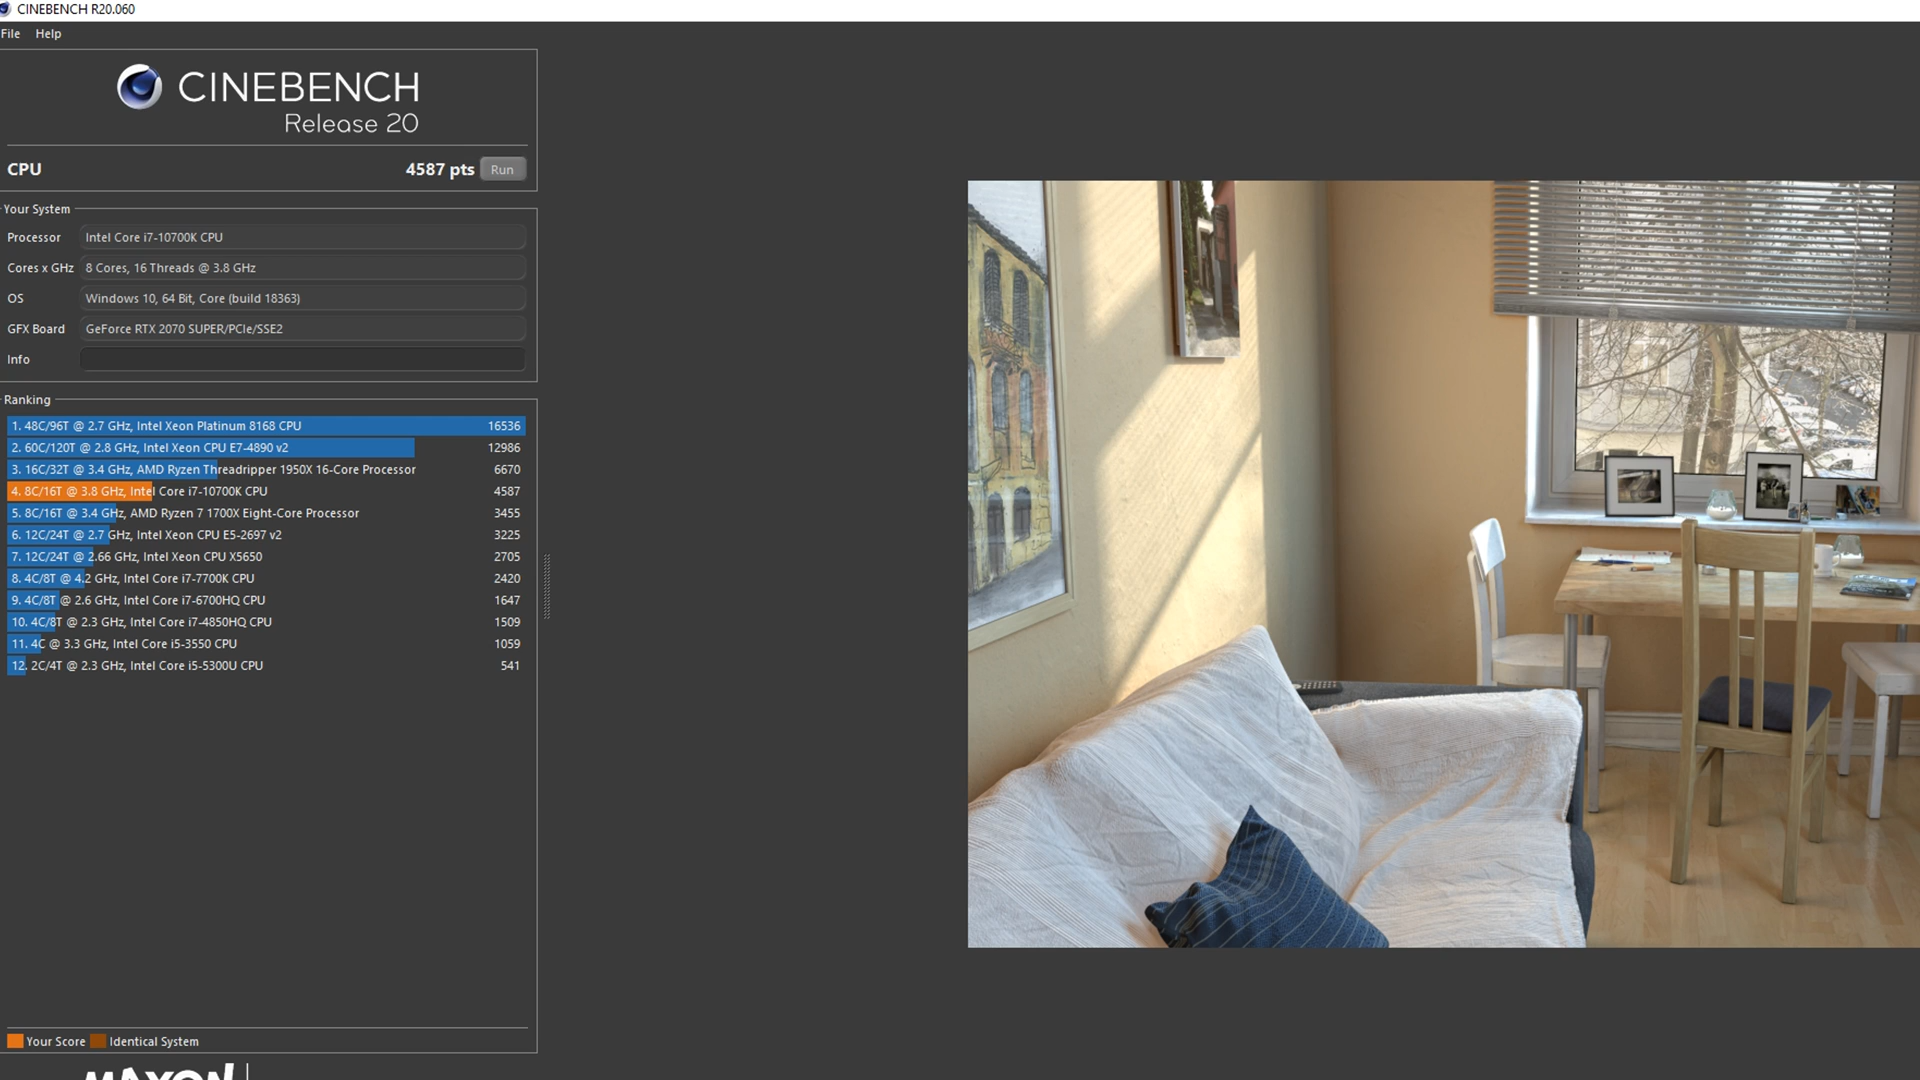 CINEBENCH R20.060
File Help
CINEBENCH
Release 20
CPU 4587 pts Run
Your System
Processor Intel Core i7-10700K CPU
Cores x GHz 8 Cores, 16 Threads @ 3.8 GHz
OS Windows 10, 64 Bit, Core (build 18363)
GFX Board GeForce RTX 2070 SUPER/PCIe/SSE2
Info
Ranking
1. 48C/96T @ 2.7 GHz, Intel Xeon Platinum 8168 CPU 16536
2. 60C/120T @ 2.8 GHz, Intel Xeon CPU E7-4890 v2 12986
3. 16C/32T @ 3.4 GHz, AMD Ryzen Threadripper 1950X 16-Core Processor 6670
4. 8C/16T @ 3.8 GHz, Intel Core i7-10700K CPU 4587
5. 8C/16T @ 3.4 GHz, AMD Ryzen 7 1700X Eight-Core Processor 3455
6. 12C/24T @ 2.7 GHz, Intel Xeon CPU E5-2697 v2 3225
7. 12C/24T @ 2.66 GHz, Intel Xeon CPU X5650 2705
8. 4C/8T @ 4.2 GHz, Intel Core i7-7700K CPU 2420
9. 4C/8T @ 2.6 GHz, Intel Core i7-6700HQ CPU 1647
10. 4C/8T @ 2.3 GHz, Intel Core i7-4850HQ CPU 1509
11. 4C @ 3.3 GHz, Intel Core i5-3550 CPU 1059
12. 2C/4T @ 2.3 GHz, Intel Core i5-5300U CPU 541
Your Score Identical System
MAXON